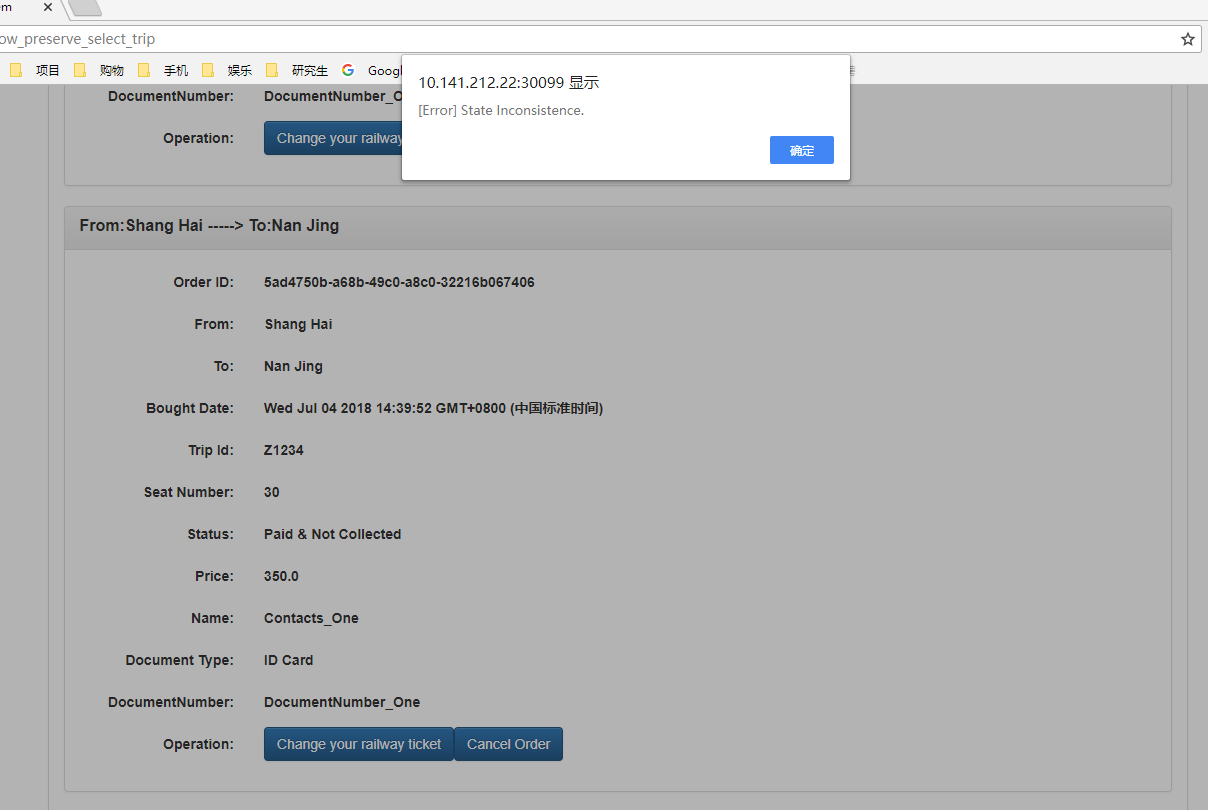 em
ow_preserve_select_trip
项目 购物 手机 娱乐 研究生 Googl
10.141.212.22:30099 显示
[Error] State Inconsistence.
确定
DocumentNumber: DocumentNumber_O
Operation: Change your railway
From:Shang Hai -----> To:Nan Jing
Order ID: 5ad4750b-a68b-49c0-a8c0-32216b067406
From: Shang Hai
To: Nan Jing
Bought Date: Wed Jul 04 2018 14:39:52 GMT+0800 (中国标准时间)
Trip Id: Z1234
Seat Number: 30
Status: Paid & Not Collected
Price: 350.0
Name: Contacts_One
Document Type: ID Card
DocumentNumber: DocumentNumber_One
Operation: Change your railway ticket Cancel Order